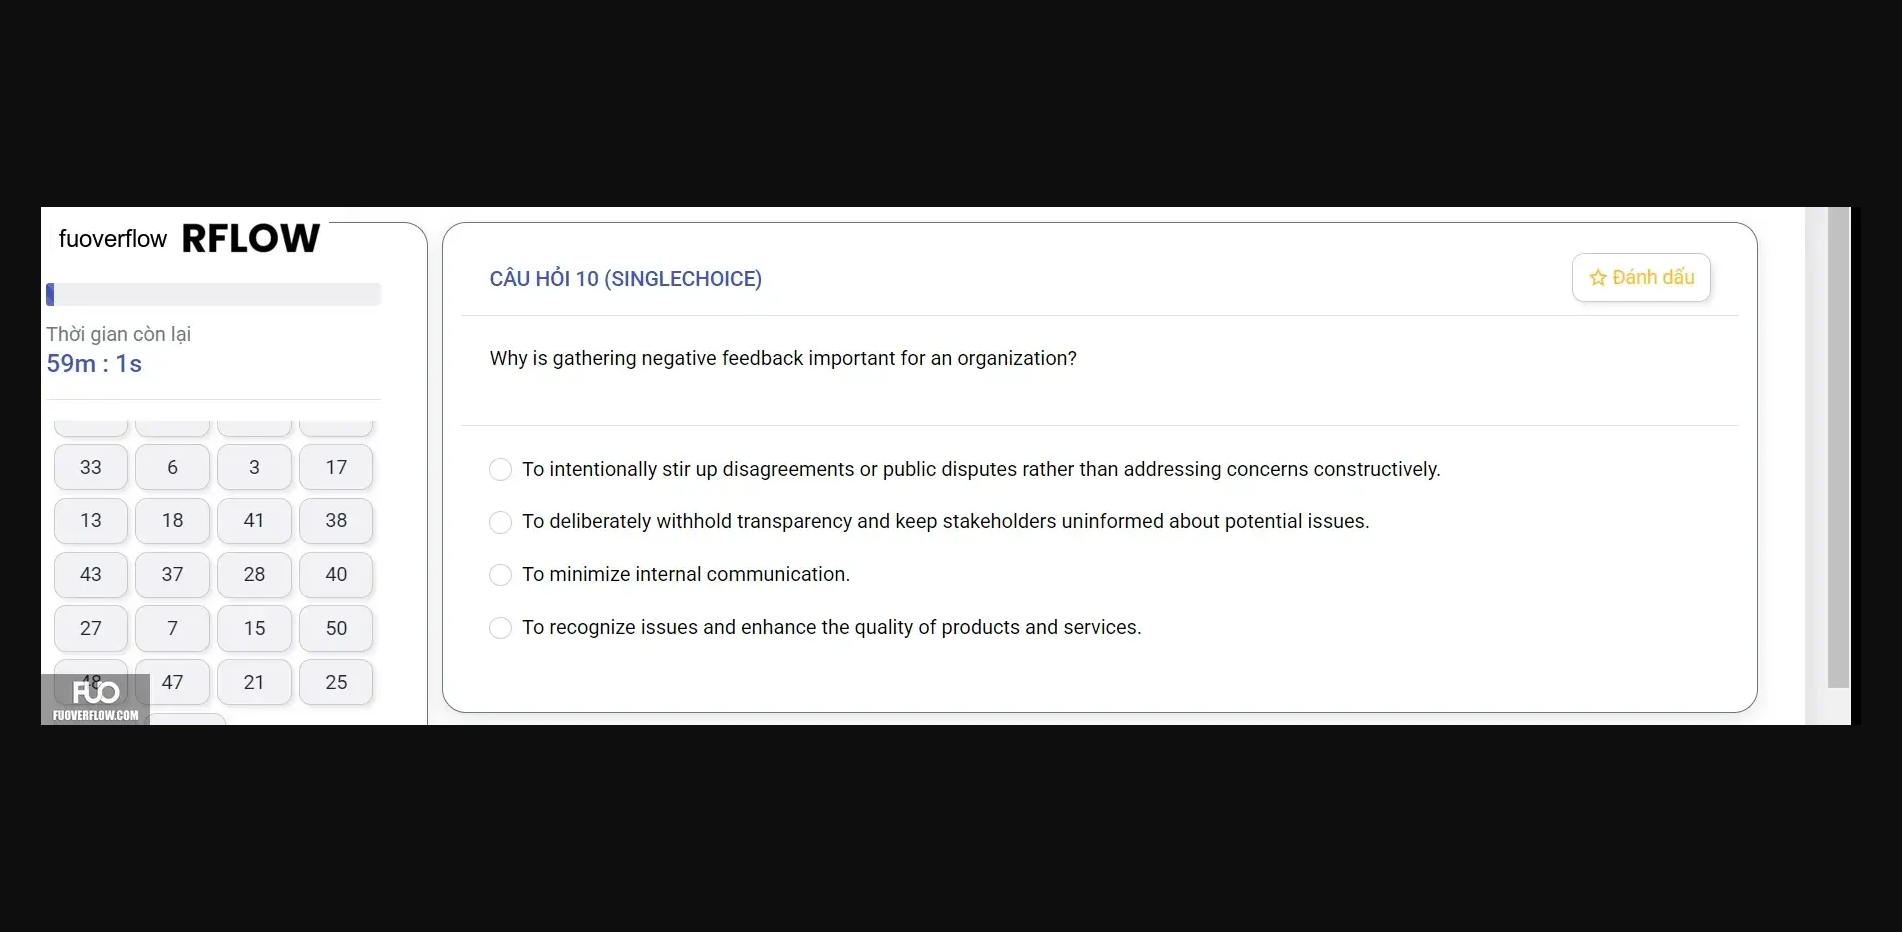 fuoverflow RFLOW
Thời gian còn lại
59m : 1s
33 6 3 17
13 18 41 38
43 37 28 40
27 7 15 50
48 47 21 25
FUO
FUOVERFLOW.COM
CÂU HỎI 10 (SINGLECHOICE)
Đánh dấu
Why is gathering negative feedback important for an organization?
To intentionally stir up disagreements or public disputes rather than addressing concerns constructively.
To deliberately withhold transparency and keep stakeholders uninformed about potential issues.
To minimize internal communication.
To recognize issues and enhance the quality of products and services.